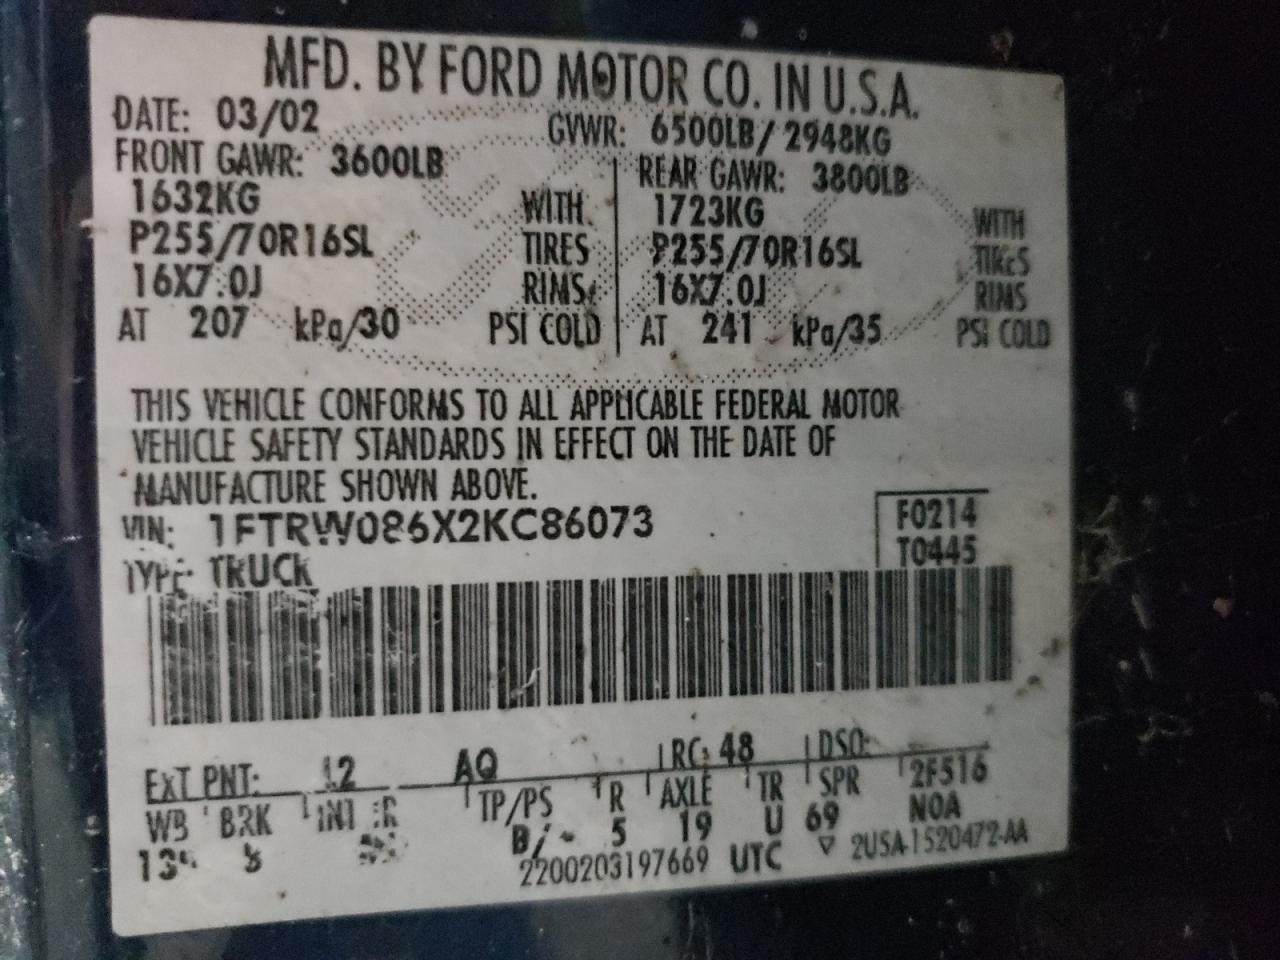 MFD. BY FORD MOTOR CO. IN U.S.A.
DATE: 03/02 GVWR: 6500LB/ 2948KG
FRONT GAWR: 3600LB REAR GAWR: 3800LB
1632KG WITH 1723KG WITH
P255/70R16SL TIRES P255/70R16SL TIRES
16X7.0J RIMS 16X7.0J RIMS
AT 207 kPa/30 PSI COLD AT 241 kPa/35 PSI COLD
THIS VEHICLE CONFORMS TO ALL APPLICABLE FEDERAL MOTOR
VEHICLE SAFETY STANDARDS IN EFFECT ON THE DATE OF
MANUFACTURE SHOWN ABOVE.
VIN: 1FTRW086X2KC86073 F0214
TYPE: TRUCK T0445
EXT PNT: 12 AQ RC: 48 DSO:
WB BRK INT TR TP/PS R AXLE TR SPR 2F516
B/- 5 19 U 69 NOA
2200203197669 UTC ▽ 2USA-1520472-AA